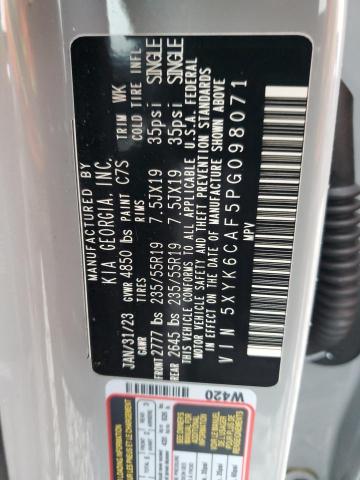 MANUFACTURED BY
KIA GEORGIA, INC.
JAN/31/23 GVWR 4850 lbs PAINT C7S TRIM WK
GAWR TIRES RIMS COLD TIRE INFL
FRONT 2777 lbs 235/55R19 7.5JX19 35psi SINGLE
REAR 2645 lbs 235/55R19 7.5JX19 35psi SINGLE
THIS VEHICLE CONFORMS TO ALL APPLICABLE U.S.A. FEDERAL
MOTOR VEHICLE SAFETY AND THEFT PREVENTION STANDARDS
IN EFFECT ON THE DATE OF MANUFACTURE SHOWN ABOVE.
VIN 5XYK6CAF5PG098071
MPV
W420
LOADING INFORMATION